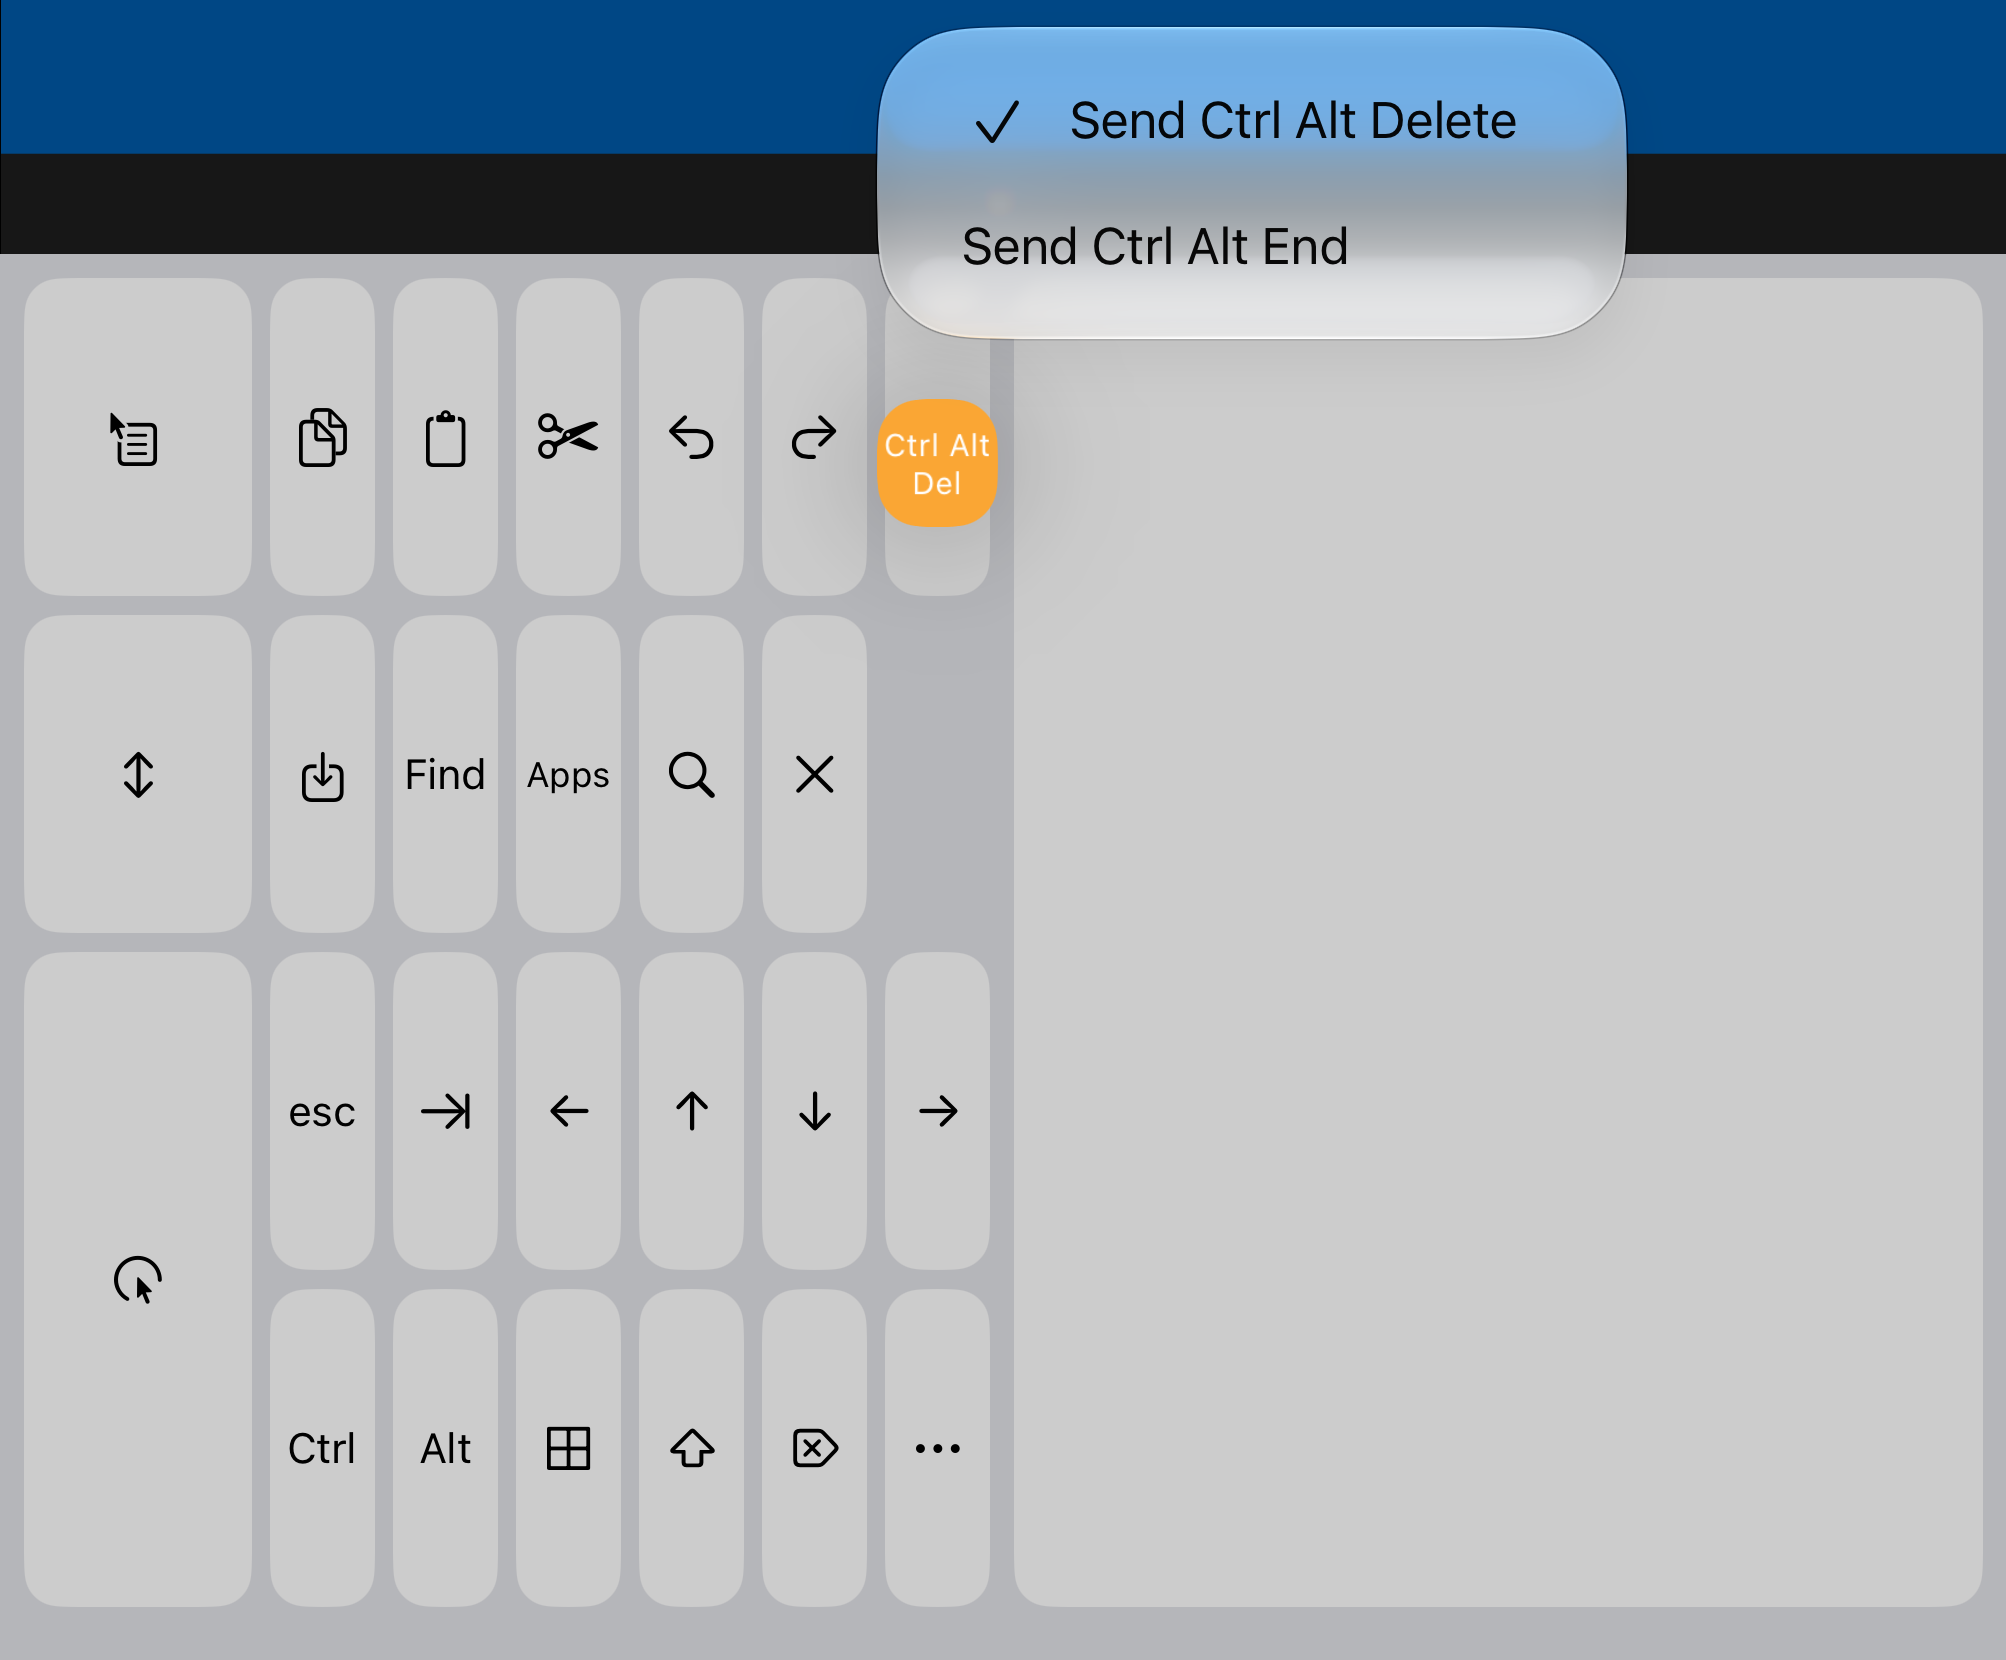 Send Ctrl Alt Delete
Send Ctrl Alt End
Ctrl Alt
Del
Find
Apps
esc
Ctrl
Alt